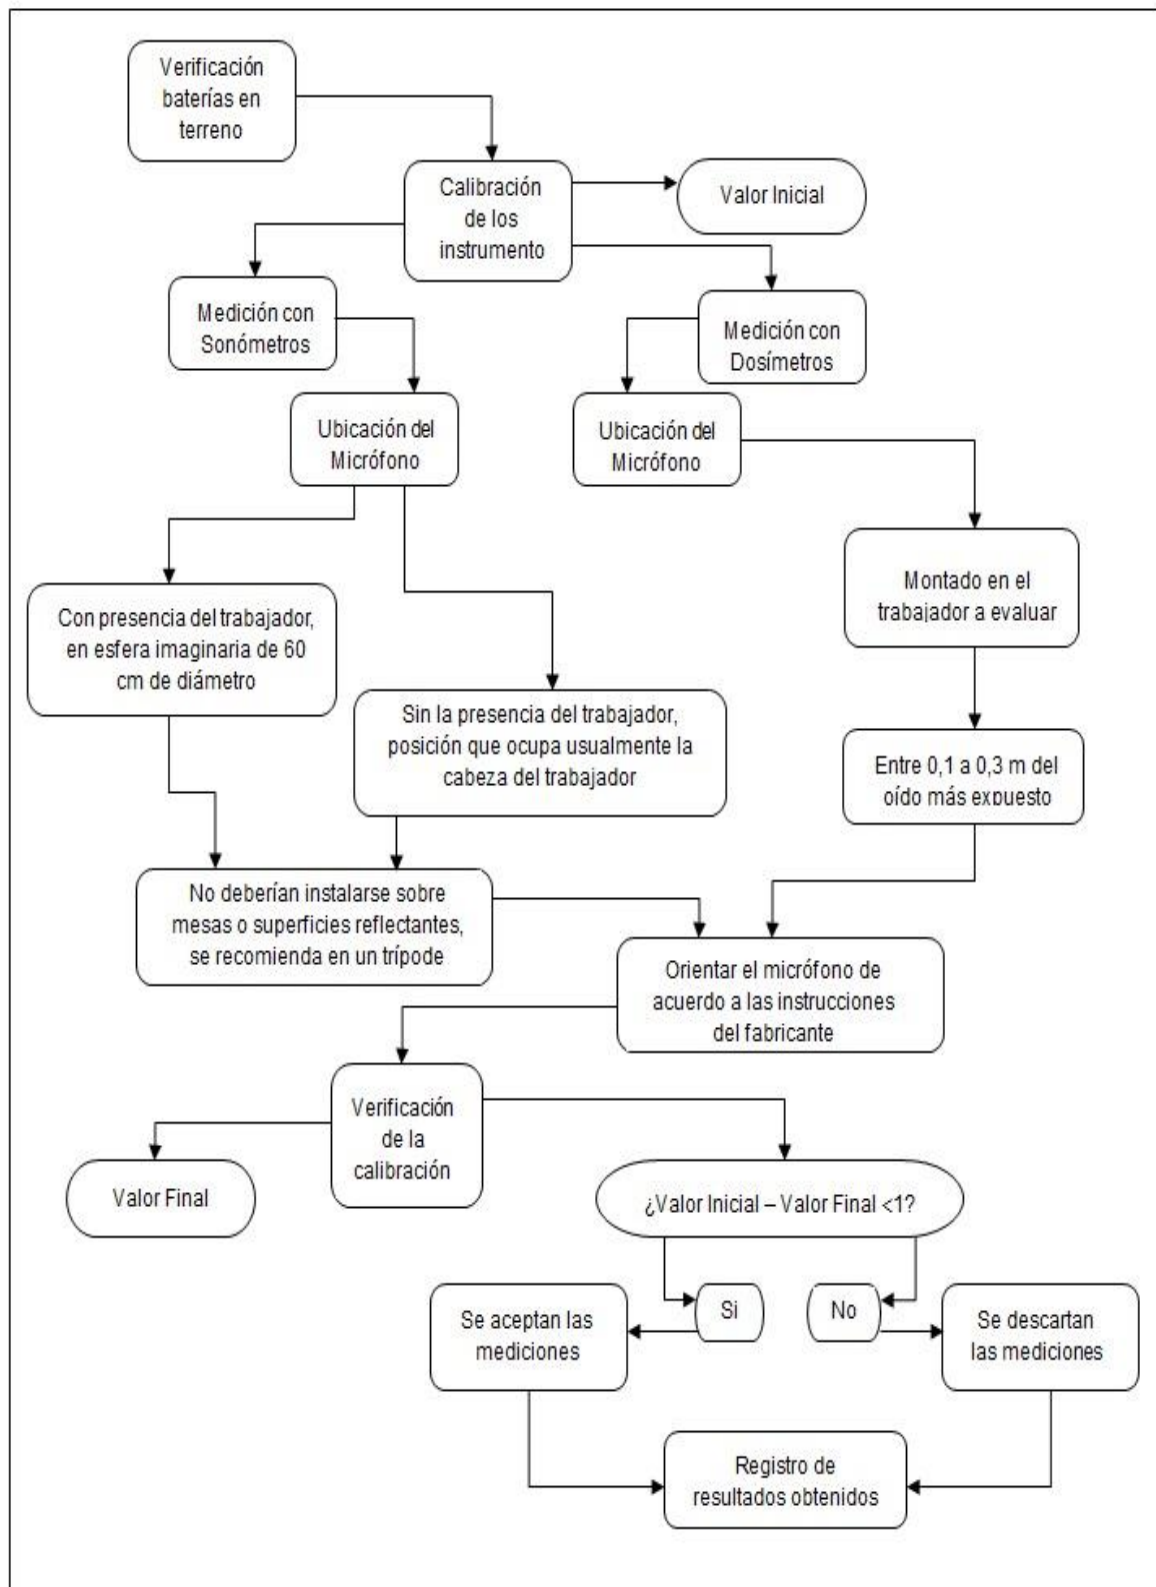 Verificación
baterías en
terreno
Calibración
de los
instrumento
Valor Inicial
Medición con
Sonómetros
Medición con
Dosímetros
Ubicación del
Micrófono
Ubicación del
Micrófono
Montado en el
trabajador a evaluar
Con presencia del trabajador,
en esfera imaginaria de 60
cm de diámetro
Sin la presencia del trabajador,
posición que ocupa usualmente la
cabeza del trabajador
Entre 0,1 a 0,3 m del
oído más expuesto
No deberían instalarse sobre
mesas o superficies reflectantes,
se recomienda en un trípode
Orientar el micrófono de
acuerdo a las instrucciones
del fabricante
Verificación
de la
calibración
Valor Final
¿Valor Inicial – Valor Final <1?
Si
No
Se aceptan las
mediciones
Se descartan
las mediciones
Registro de
resultados obtenidos